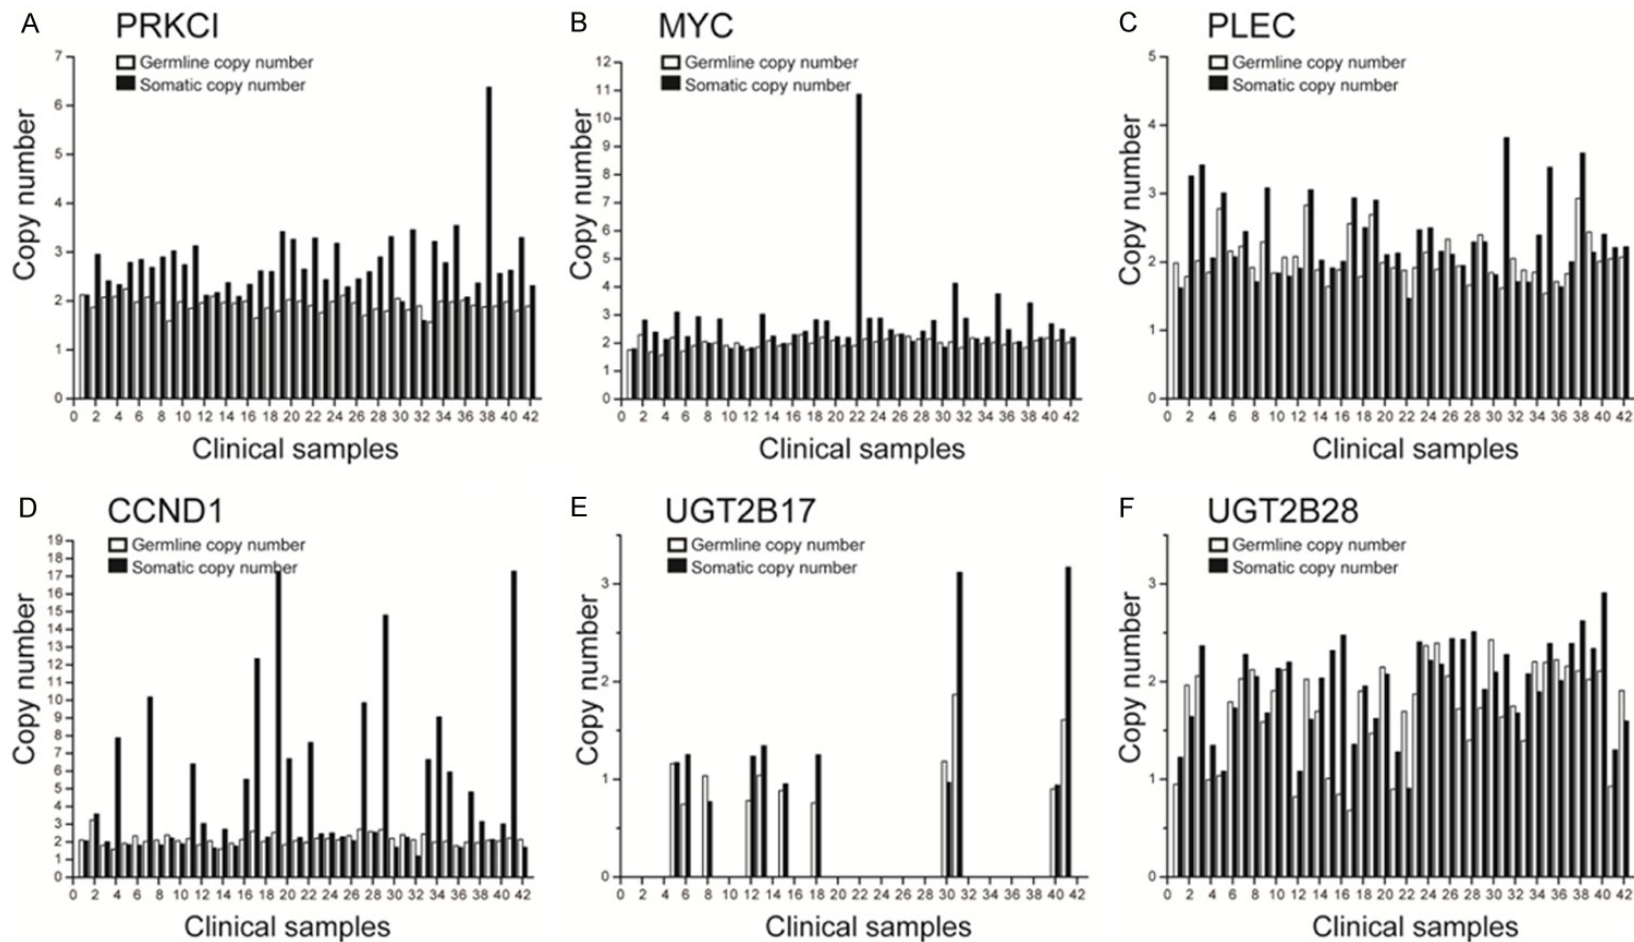 A PRKCI
Germline copy number
Somatic copy number
7
6
5
4
3
2
1
0
Copy number
0 2 4 6 8 10 12 14 16 18 20 22 24 26 28 30 32 34 36 38 40 42
Clinical samples
B MYC
Germline copy number
Somatic copy number
12
11
10
9
8
7
6
5
4
3
2
1
0
Copy number
0 2 4 6 8 10 12 14 16 18 20 22 24 26 28 30 32 34 36 38 40 42
Clinical samples
C PLEC
Germline copy number
Somatic copy number
5
4
3
2
1
0
Copy number
0 2 4 6 8 10 12 14 16 18 20 22 24 26 28 30 32 34 36 38 40 42
Clinical samples
D CCND1
Germline copy number
Somatic copy number
19
18
17
16
15
14
13
12
11
10
9
8
7
6
5
4
3
2
1
0
Copy number
0 2 4 6 8 10 12 14 16 18 20 22 24 26 28 30 32 34 36 38 40 42
Clinical samples
E UGT2B17
Germline copy number
Somatic copy number
3
2
1
0
Copy number
0 2 4 6 8 10 12 14 16 18 20 22 24 26 28 30 32 34 36 38 40 42
Clinical samples
F UGT2B28
Germline copy number
Somatic copy number
3
2
1
0
Copy number
0 2 4 6 8 10 12 14 16 18 20 22 24 26 28 30 32 34 36 38 40 42
Clinical samples